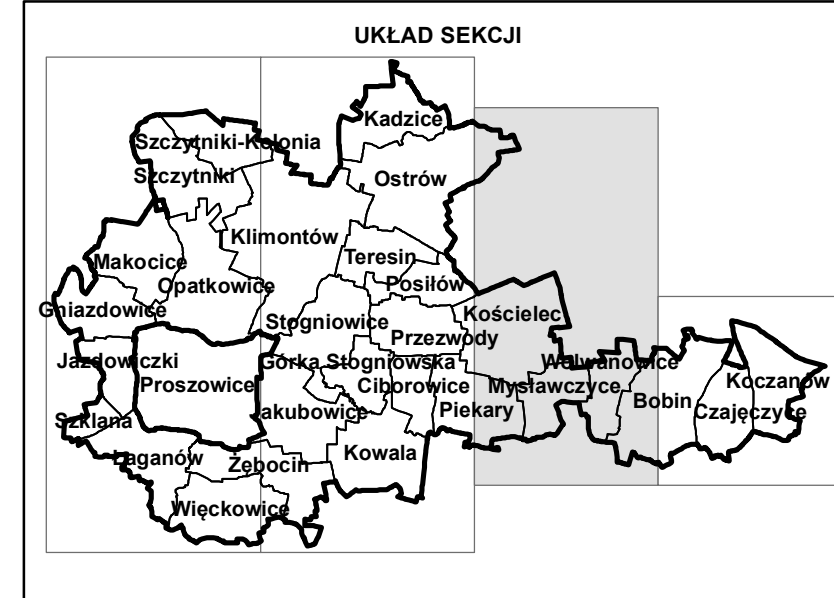 UKŁAD SEKCJI
Kadzice
Szczytniki-Kolonia
Szczytniki
Ostrów
Klimontów
Teresin
Makocice
Opatkowice
Posiłów
Gniazdowice
Kościelec
Stogniowice
Przezwody
Jazdowiczki
Górka Stogniowska
Walwanowice
Proszowice
Ciborowice
Mysławczyce
Koczanów
Bobin
Jakubowice
Piekary
Czajęczyce
Szklana
Kowala
Łaganów
Żębocin
Więckowice